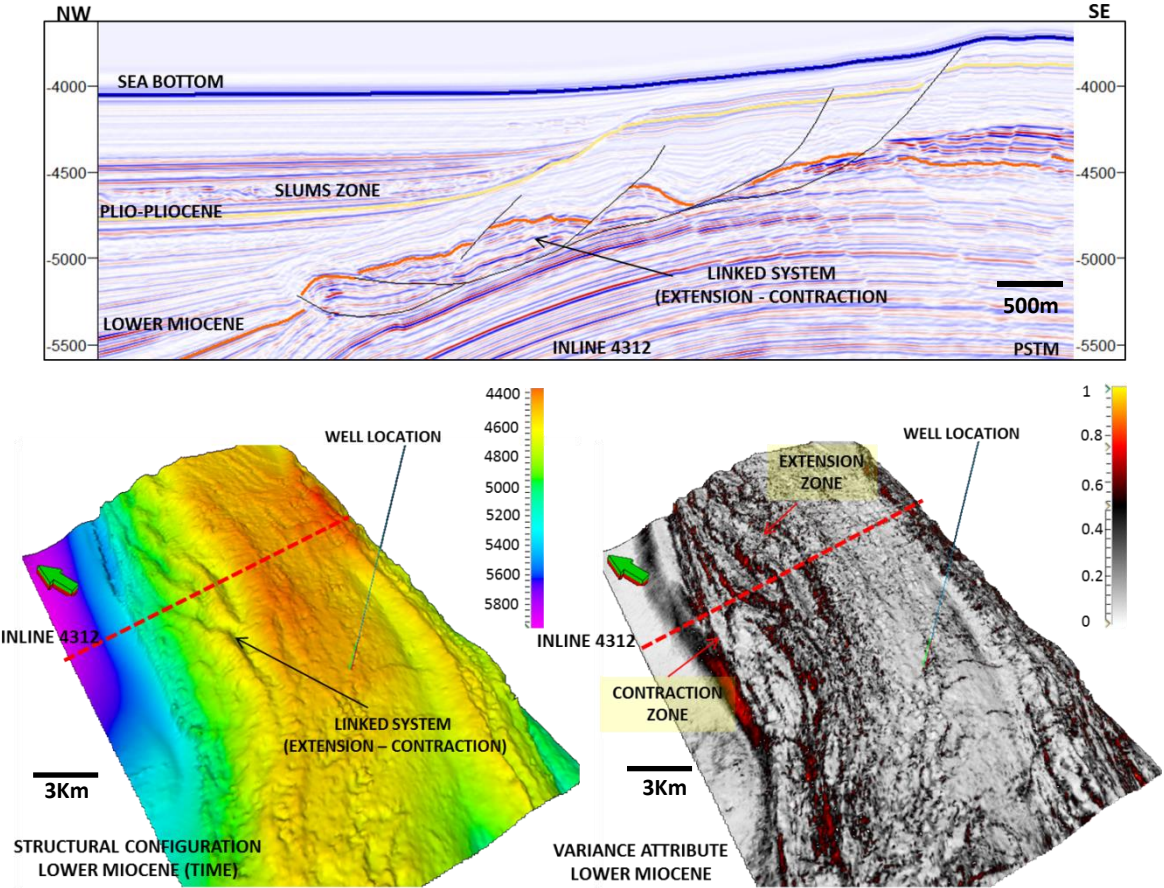 NW
SE
SEA BOTTOM
-4000
-4000
-4500
-4500
SLUMS ZONE
PLIO-PLIOCENE
-5000
-5000
LINKED SYSTEM
(EXTENSION - CONTRACTION
500m
LOWER MIOCENE
-5500
INLINE 4312
PSTM
-5500
4400
4600
4800
5000
5200
5400
5600
5800
WELL LOCATION
INLINE 4312
LINKED SYSTEM
(EXTENSION – CONTRACTION)
3Km
STRUCTURAL CONFIGURATION
LOWER MIOCENE (TIME)
1
0.8
0.6
0.4
0.2
0
WELL LOCATION
EXTENSION
ZONE
INLINE 4312
CONTRACTION
ZONE
3Km
VARIANCE ATTRIBUTE
LOWER MIOCENE